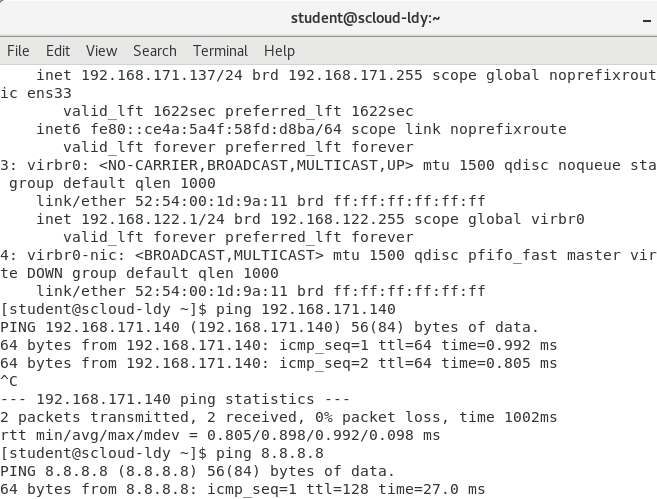 student@scloud-ldy:~
File Edit View Search Terminal Help
inet 192.168.171.137/24 brd 192.168.171.255 scope global noprefixrout
ic ens33
valid_lft 1622sec preferred_lft 1622sec
inet6 fe80::ce4a:5a4f:58fd:d8ba/64 scope link noprefixroute
valid_lft forever preferred_lft forever
3: virbr0: <NO-CARRIER,BROADCAST,MULTICAST,UP> mtu 1500 qdisc noqueue sta
group default qlen 1000
link/ether 52:54:00:1d:9a:11 brd ff:ff:ff:ff:ff:ff
inet 192.168.122.1/24 brd 192.168.122.255 scope global virbr0
valid_lft forever preferred_lft forever
4: virbr0-nic: <BROADCAST,MULTICAST> mtu 1500 qdisc pfifo_fast master vir
te DOWN group default qlen 1000
link/ether 52:54:00:1d:9a:11 brd ff:ff:ff:ff:ff:ff
[student@scloud-ldy ~]$ ping 192.168.171.140
PING 192.168.171.140 (192.168.171.140) 56(84) bytes of data.
64 bytes from 192.168.171.140: icmp_seq=1 ttl=64 time=0.992 ms
64 bytes from 192.168.171.140: icmp_seq=2 ttl=64 time=0.805 ms
^C
--- 192.168.171.140 ping statistics ---
2 packets transmitted, 2 received, 0% packet loss, time 1002ms
rtt min/avg/max/mdev = 0.805/0.898/0.992/0.098 ms
[student@scloud-ldy ~]$ ping 8.8.8.8
PING 8.8.8.8 (8.8.8.8) 56(84) bytes of data.
64 bytes from 8.8.8.8: icmp_seq=1 ttl=128 time=27.0 ms